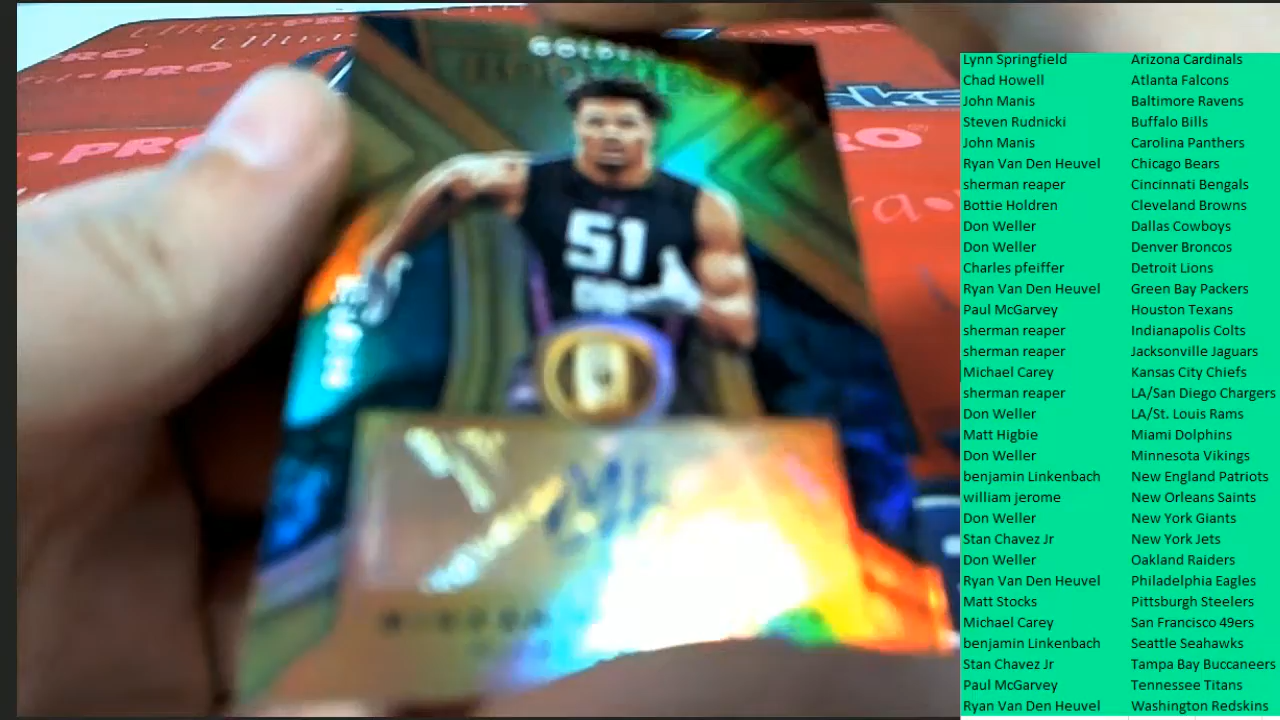 PRO
Ultra
PRO
PRO
PRO
GOLDEN
51
DB
Lynn Springfield Arizona Cardinals
Chad Howell Atlanta Falcons
John Manis Baltimore Ravens
Steven Rudnicki Buffalo Bills
John Manis Carolina Panthers
Ryan Van Den Heuvel Chicago Bears
sherman reaper Cincinnati Bengals
Bottie Holdren Cleveland Browns
Don Weller Dallas Cowboys
Don Weller Denver Broncos
Charles pfeiffer Detroit Lions
Ryan Van Den Heuvel Green Bay Packers
Paul McGarvey Houston Texans
sherman reaper Indianapolis Colts
sherman reaper Jacksonville Jaguars
Michael Carey Kansas City Chiefs
sherman reaper LA/San Diego Chargers
Don Weller LA/St. Louis Rams
Matt Higbie Miami Dolphins
Don Weller Minnesota Vikings
benjamin Linkenbach New England Patriots
william jerome New Orleans Saints
Don Weller New York Giants
Stan Chavez Jr New York Jets
Don Weller Oakland Raiders
Ryan Van Den Heuvel Philadelphia Eagles
Matt Stocks Pittsburgh Steelers
Michael Carey San Francisco 49ers
benjamin Linkenbach Seattle Seahawks
Stan Chavez Jr Tampa Bay Buccaneers
Paul McGarvey Tennessee Titans
Ryan Van Den Heuvel Washington Redskins